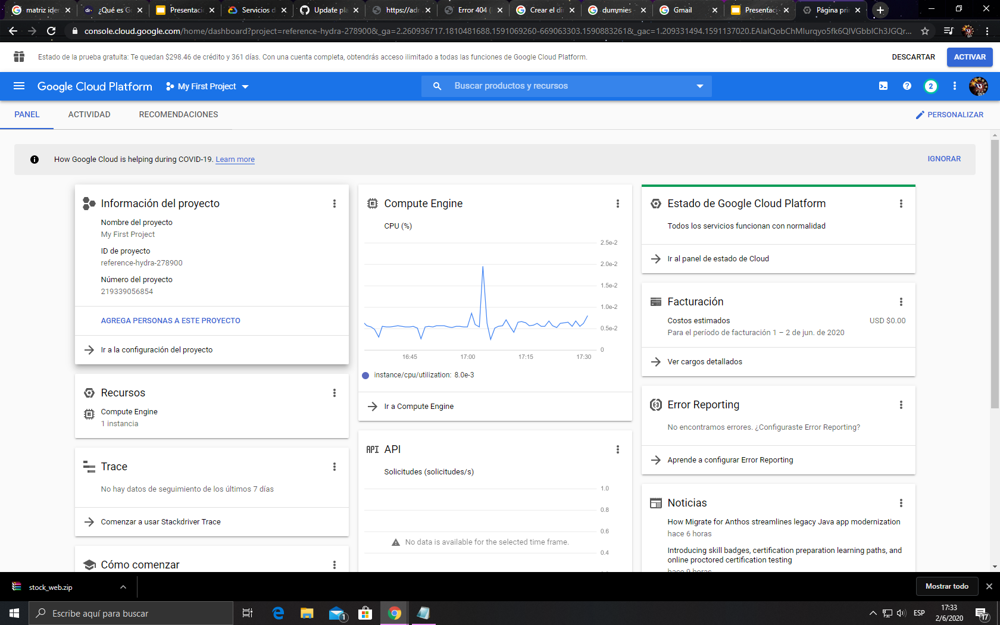 matriz iden
¿Qué es Ge
Presentaci
Servicios d
Update pla
https://adr
Error 404 (
Crear el di
dummies -
Gmail
Presentaci
Página prin
console.cloud.google.com/home/dashboard?project=reference-hydra-278900&_ga=2.260936717.1810481688.1591069260-669063303.1590883261&_gac=1.209331494.1591137020.EAIaIQobChMIurqyo5fk6QIVGbbICh3JGQr...
Estado de la prueba gratuita: Te quedan $298.46 de crédito y 361 días. Con una cuenta completa, obtendrás acceso ilimitado a todas las funciones de Google Cloud Platform.
DESCARTAR
ACTIVAR
Google Cloud Platform
My First Project
Buscar productos y recursos
2
PANEL
ACTIVIDAD
RECOMENDACIONES
PERSONALIZAR
How Google Cloud is helping during COVID-19. Learn more
IGNORAR
Información del proyecto
Nombre del proyecto
My First Project
ID de proyecto
reference-hydra-278900
Número del proyecto
219339056854
AGREGA PERSONAS A ESTE PROYECTO
Ir a la configuración del proyecto
Recursos
Compute Engine
1 instancia
Trace
No hay datos de seguimiento de los últimos 7 días
Comenzar a usar Stackdriver Trace
Cómo comenzar
Compute Engine
CPU (%)
2.5e-2
2.0e-2
1.5e-2
1.0e-2
0.5e-2
0
16:45
17:00
17:15
17:30
instance/cpu/utilization: 8.0e-3
Ir a Compute Engine
API
API
Solicitudes (solicitudes/s)
1.0
0.8
0.6
No data is available for the selected time frame.
0.4
Estado de Google Cloud Platform
Todos los servicios funcionan con normalidad
Ir al panel de estado de Cloud
Facturación
Costos estimados
USD $0.00
Para el período de facturación 1 – 2 de jun. de 2020
Ver cargos detallados
Error Reporting
No encontramos errores. ¿Configuraste Error Reporting?
Aprende a configurar Error Reporting
Noticias
How Migrate for Anthos streamlines legacy Java app modernization
hace 6 horas
Introducing skill badges, certification preparation learning paths, and
online proctored certification testing
hace 9 horas
stock_web.zip
Mostrar todo
Escribe aquí para buscar
1
ESP
17:33
2/6/2020
17